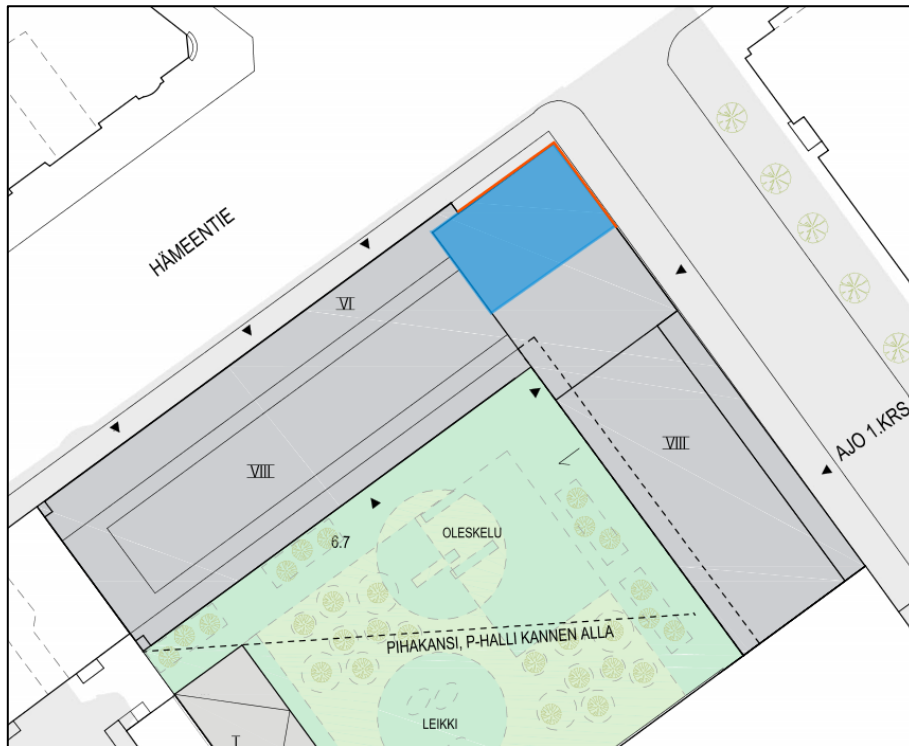 HÄMEENTIE
VI
VIII
VIII
AJO 1.KRS
6.7
OLESKELU
PIHAKANSI, P-HALLI KANNEN ALLA
LEIKKI
I